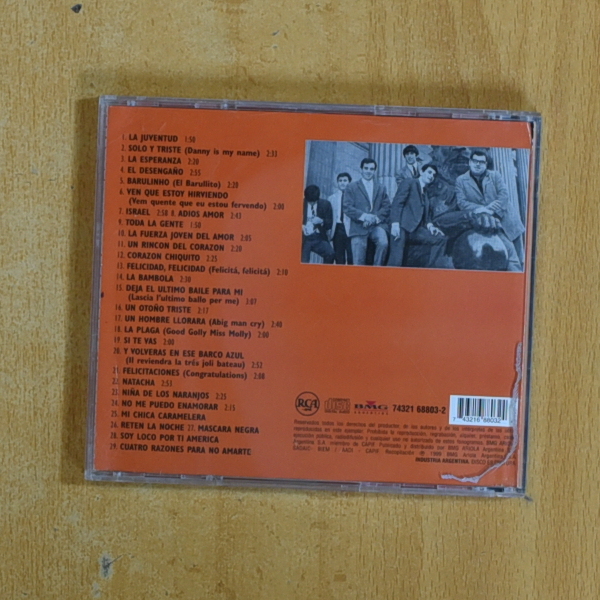 1. LA JUVENTUD 1:50
2. SOLO Y TRISTE (Danny is my name) 2:33
3. LA ESPERANZA 2:20
4. EL DESENGAÑO 2:55
5. BARULINHO (El Barullito) 2:20
6. VEN QUE ESTOY HIRVIENDO
(Vem quente que eu estou fervendo) 2:00
7. ISRAEL 2:50 8. ADIOS AMOR 2:43
9. TODA LA GENTE 1:50
10. LA FUERZA JOVEN DEL AMOR 2:05
11. UN RINCON DEL CORAZON 2:20
12. CORAZON CHIQUITO 2:25
13. FELICIDAD, FELICIDAD (Felicitá, felicitá) 2:10
14. LA BAMBOLA 2:30
15. DEJA EL ULTIMO BAILE PARA MI
(Lascia l'ultimo ballo per me) 3:07
16. UN OTOÑO TRISTE 2:17
17. UN HOMBRE LLORARA (Abig man cry) 2:40
18. LA PLAGA (Good Golly Miss Molly) 2:00
19. SI TE VAS 2:00
20. Y VOLVERAS EN ESE BARCO AZUL
(Il reviendra la trés joli bateau) 2:52
21. FELICITACIONES (Congratulations) 2:08
22. NATACHA 2:53
23. NIÑA DE LOS NARANJOS 2:25
24. NO ME PUEDO ENAMORAR 2:15
25. MI CHICA CARAMELERA
26. RETEN LA NOCHE 27. MASCARA NEGRA
28. SOY LOCO POR TI AMERICA
29. CUATRO RAZONES PARA NO AMARTE
RCA
BMG
74321 68803-2
INDUSTRIA ARGENTINA